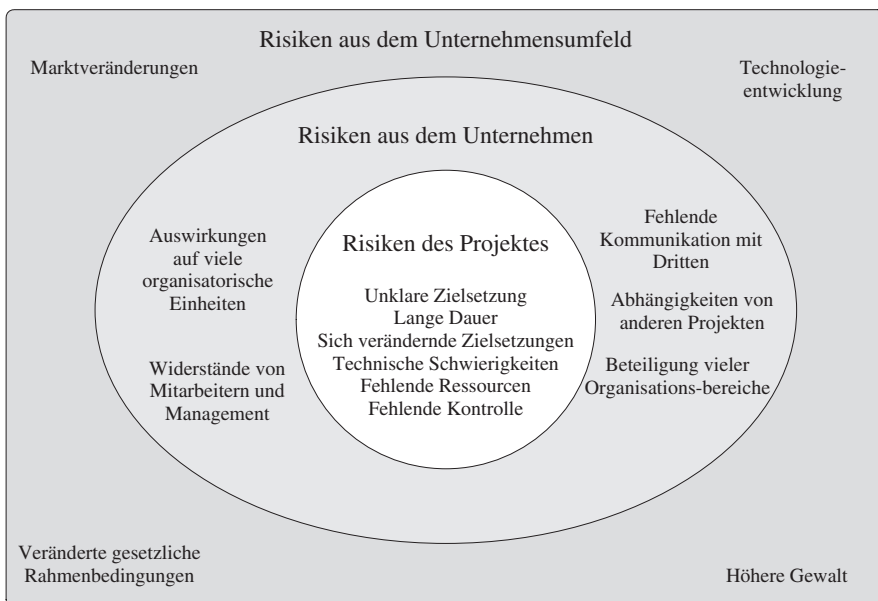 Risiken aus dem Unternehmensumfeld
Marktveränderungen
Technologie-
entwicklung
Risiken aus dem Unternehmen
Auswirkungen
auf viele
organisatorische
Einheiten
Widerstände von
Mitarbeitern und
Management
Risiken des Projektes
Unklare Zielsetzung
Lange Dauer
Sich verändernde Zielsetzungen
Technische Schwierigkeiten
Fehlende Ressourcen
Fehlende Kontrolle
Fehlende
Kommunikation mit
Dritten
Abhängigkeiten von
anderen Projekten
Beteiligung vieler
Organisations-bereiche
Veränderte gesetzliche
Rahmenbedingungen
Höhere Gewalt